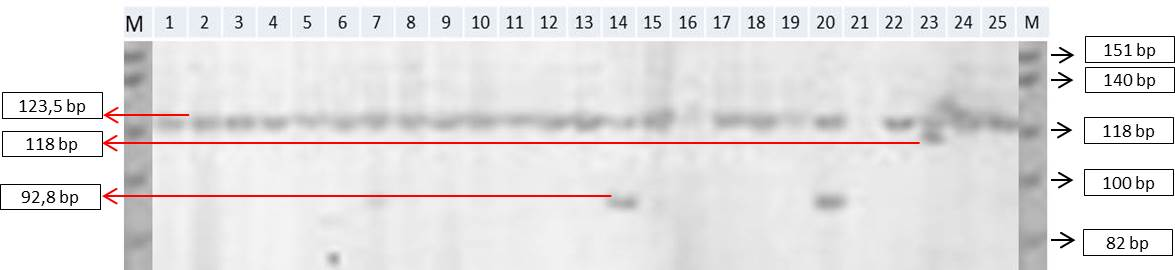 M 1 2 3 4 5 6 7 8 9 10 11 12 13 14 15 16 17 18 19 20 21 22 23 24 25 M
151 bp
140 bp
123,5 bp
118 bp
118 bp
100 bp
92,8 bp
82 bp